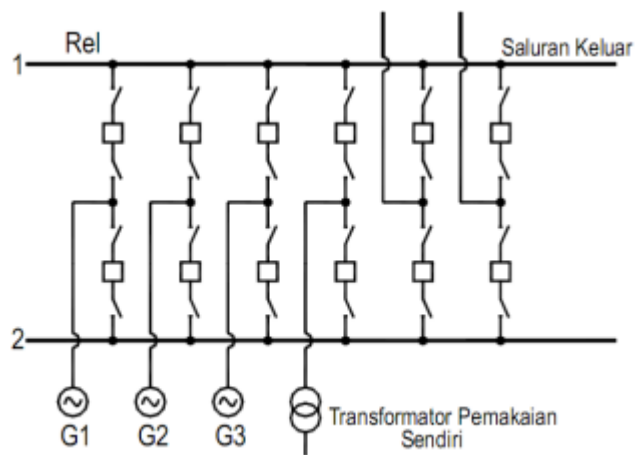 Rel
Saluran Keluar
1
2
G1 G2 G3
Transformator Pemakaian
Sendiri